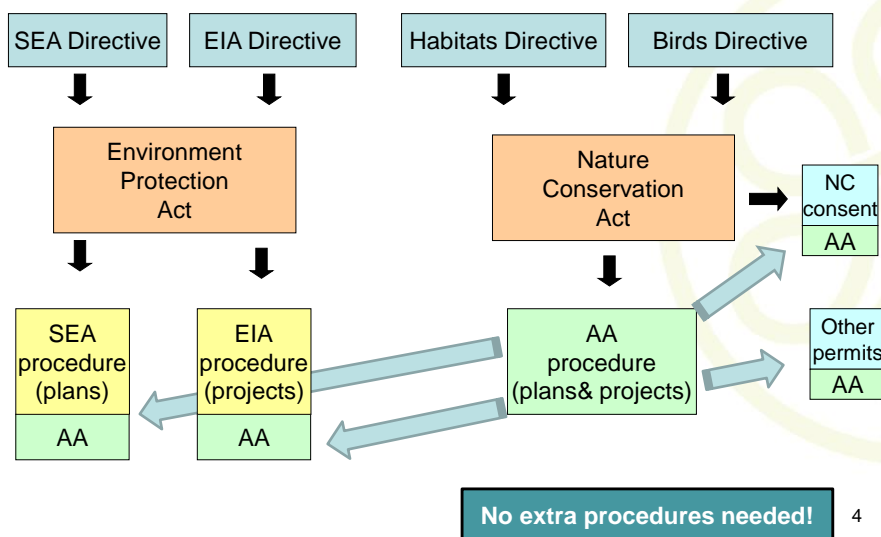 SEA Directive
EIA Directive
Habitats Directive
Birds Directive
Environment
Protection
Act
Nature
Conservation
Act
NC
consent
AA
SEA
procedure
(plans)
AA
EIA
procedure
(projects)
AA
AA
procedure
(plans& projects)
Other
permits
AA
No extra procedures needed!
4